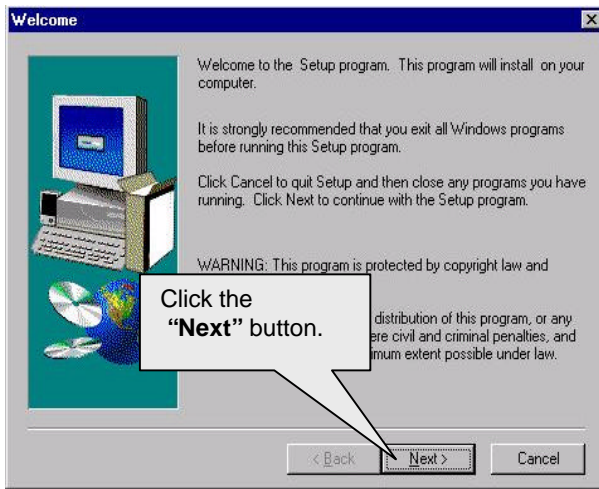 Welcome
Welcome to the Setup program. This program will install on your
computer.
It is strongly recommended that you exit all Windows programs
before running this Setup program.
Click Cancel to quit Setup and then close any programs you have
running. Click Next to continue with the Setup program.
WARNING: This program is protected by copyright law and
Click the
“Next” button.
distribution of this program, or any
civil and criminal penalties, and
extent possible under law.
< Back
Next >
Cancel